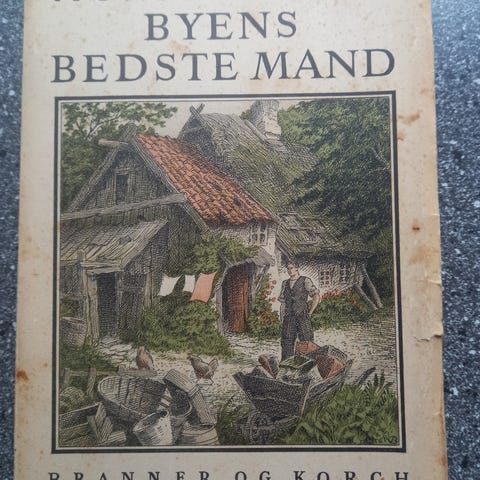 BYENS
BEDSTE MAND
BRANNER OG KORCH